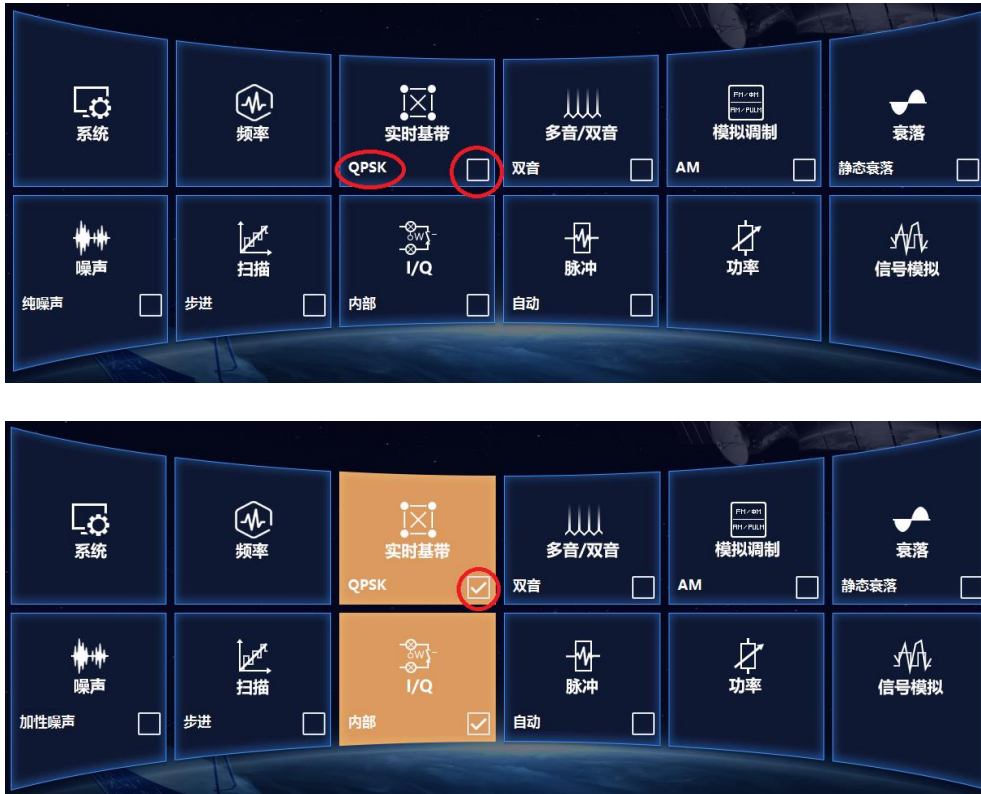 系统 频率 实时基带 多音/双音 FM/ΦM AM/PULM 模拟调制 衰落
QPSK 双音 AM 静态衰落
噪声 扫描 I/Q 脉冲 功率 信号模拟
纯噪声 步进 内部 自动
系统 频率 实时基带 多音/双音 FM/ΦM AM/PULM 模拟调制 衰落
QPSK 双音 AM 静态衰落
噪声 扫描 I/Q 脉冲 功率 信号模拟
加性噪声 步进 内部 自动